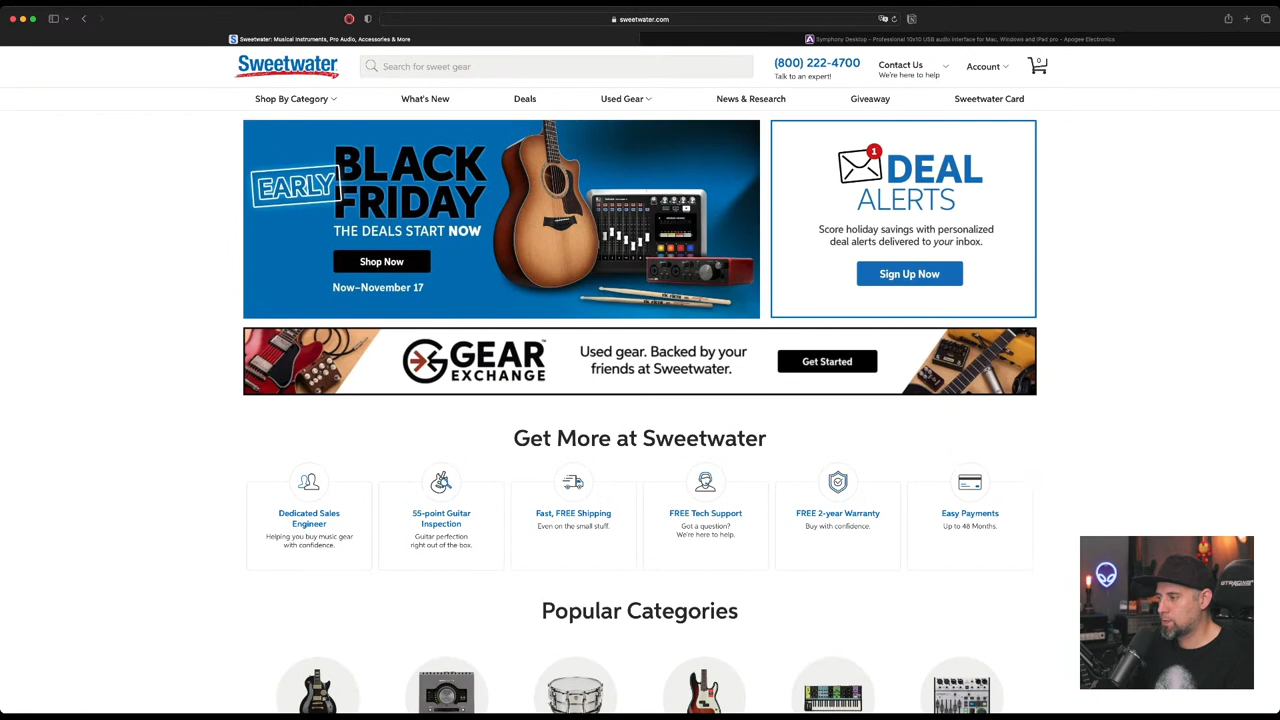 sweetwater.com
Sweetwater: Musical Instruments, Pro Audio, Accessories & More
Symphony Desktop - Professional 10x10 USB audio interface for Mac, Windows and iPad pro - Apogee Electronics
Sweetwater
Search for sweet gear
(800) 222-4700
Talk to an expert!
Contact Us
We're here to help
Account
0
Shop By Category
What's New
Deals
Used Gear
News & Research
Giveaway
Sweetwater Card
EARLY
BLACK
FRIDAY
THE DEALS START NOW
Shop Now
Now–November 17
1
DEAL
ALERTS
Score holiday savings with personalized
deal alerts delivered to your inbox.
Sign Up Now
GEAR
EXCHANGE
Used gear. Backed by your
friends at Sweetwater.
Get Started
Get More at Sweetwater
Dedicated Sales
Engineer
Helping you buy music gear
with confidence.
55-point Guitar
Inspection
Guitar perfection
right out of the box.
Fast, FREE Shipping
Even on the small stuff.
FREE Tech Support
Got a question?
We're here to help.
FREE 2-year Warranty
Buy with confidence.
Easy Payments
Up to 48 Months.
Popular Categories